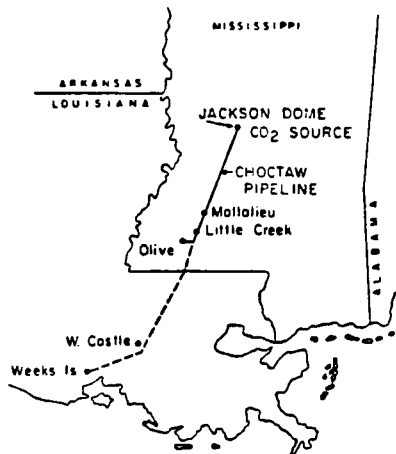 MISSISSIPPI
ARKANSAS
LOUISIANA
JACKSON DOME
CO2 SOURCE
CHOCTAW
PIPELINE
Mallalieu
Little Creek
Olive
ALABAMA
W. Castle
Weeks Is